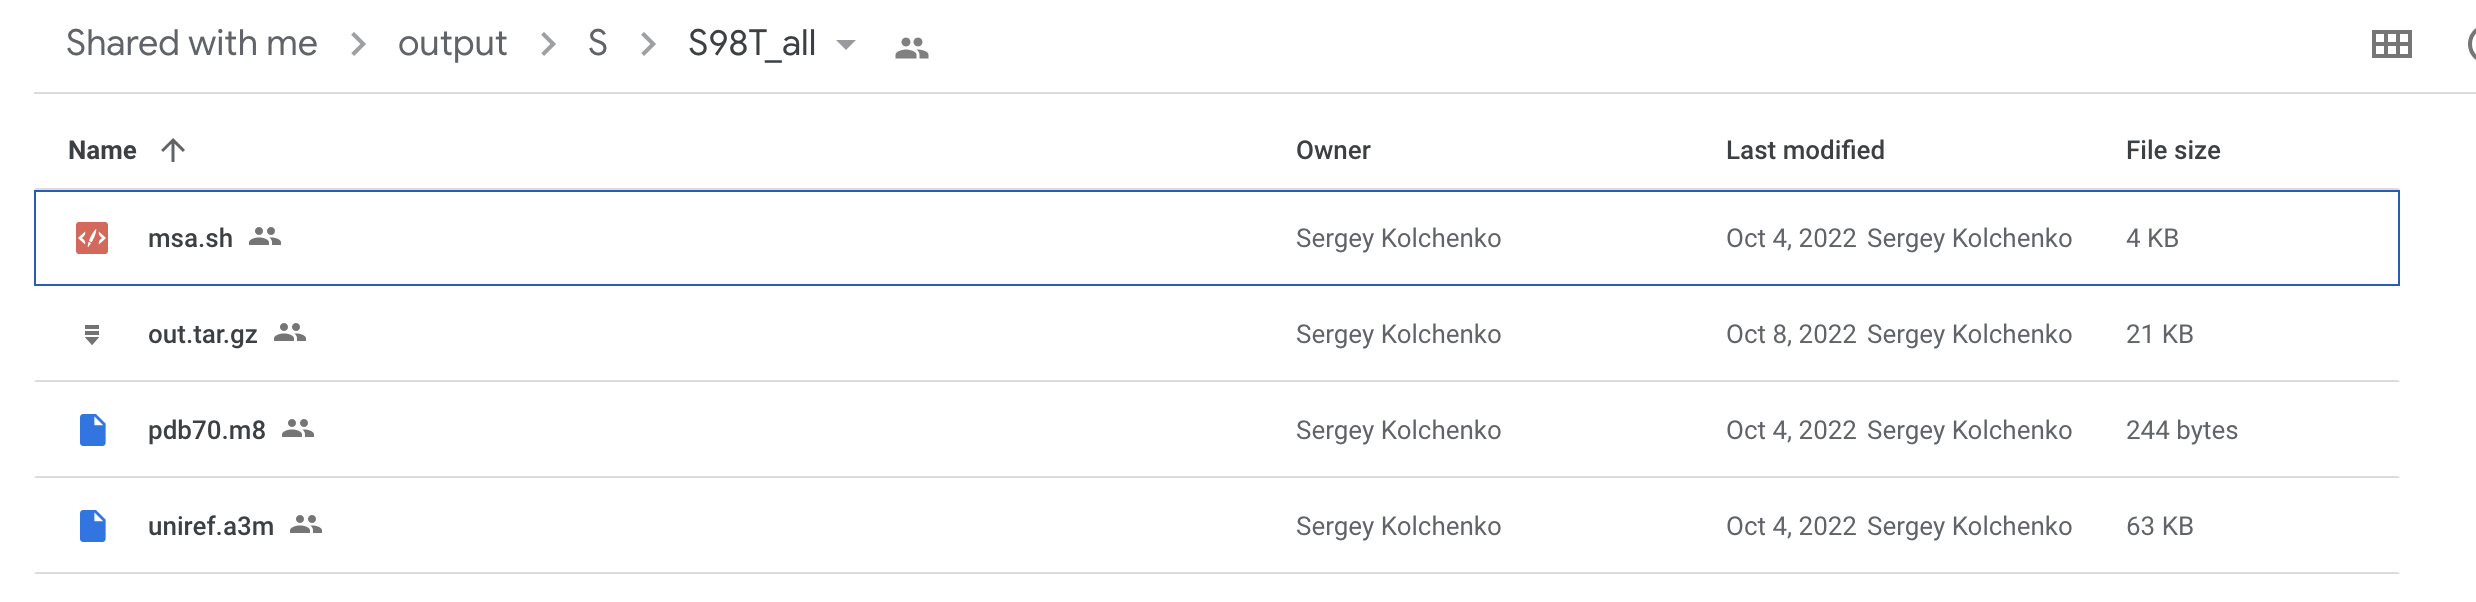 Shared with me > output > S > S98T_all
Name Owner Last modified File size
msa.sh Sergey Kolchenko Oct 4, 2022 Sergey Kolchenko 4 KB
out.tar.gz Sergey Kolchenko Oct 8, 2022 Sergey Kolchenko 21 KB
pdb70.m8 Sergey Kolchenko Oct 4, 2022 Sergey Kolchenko 244 bytes
uniref.a3m Sergey Kolchenko Oct 4, 2022 Sergey Kolchenko 63 KB